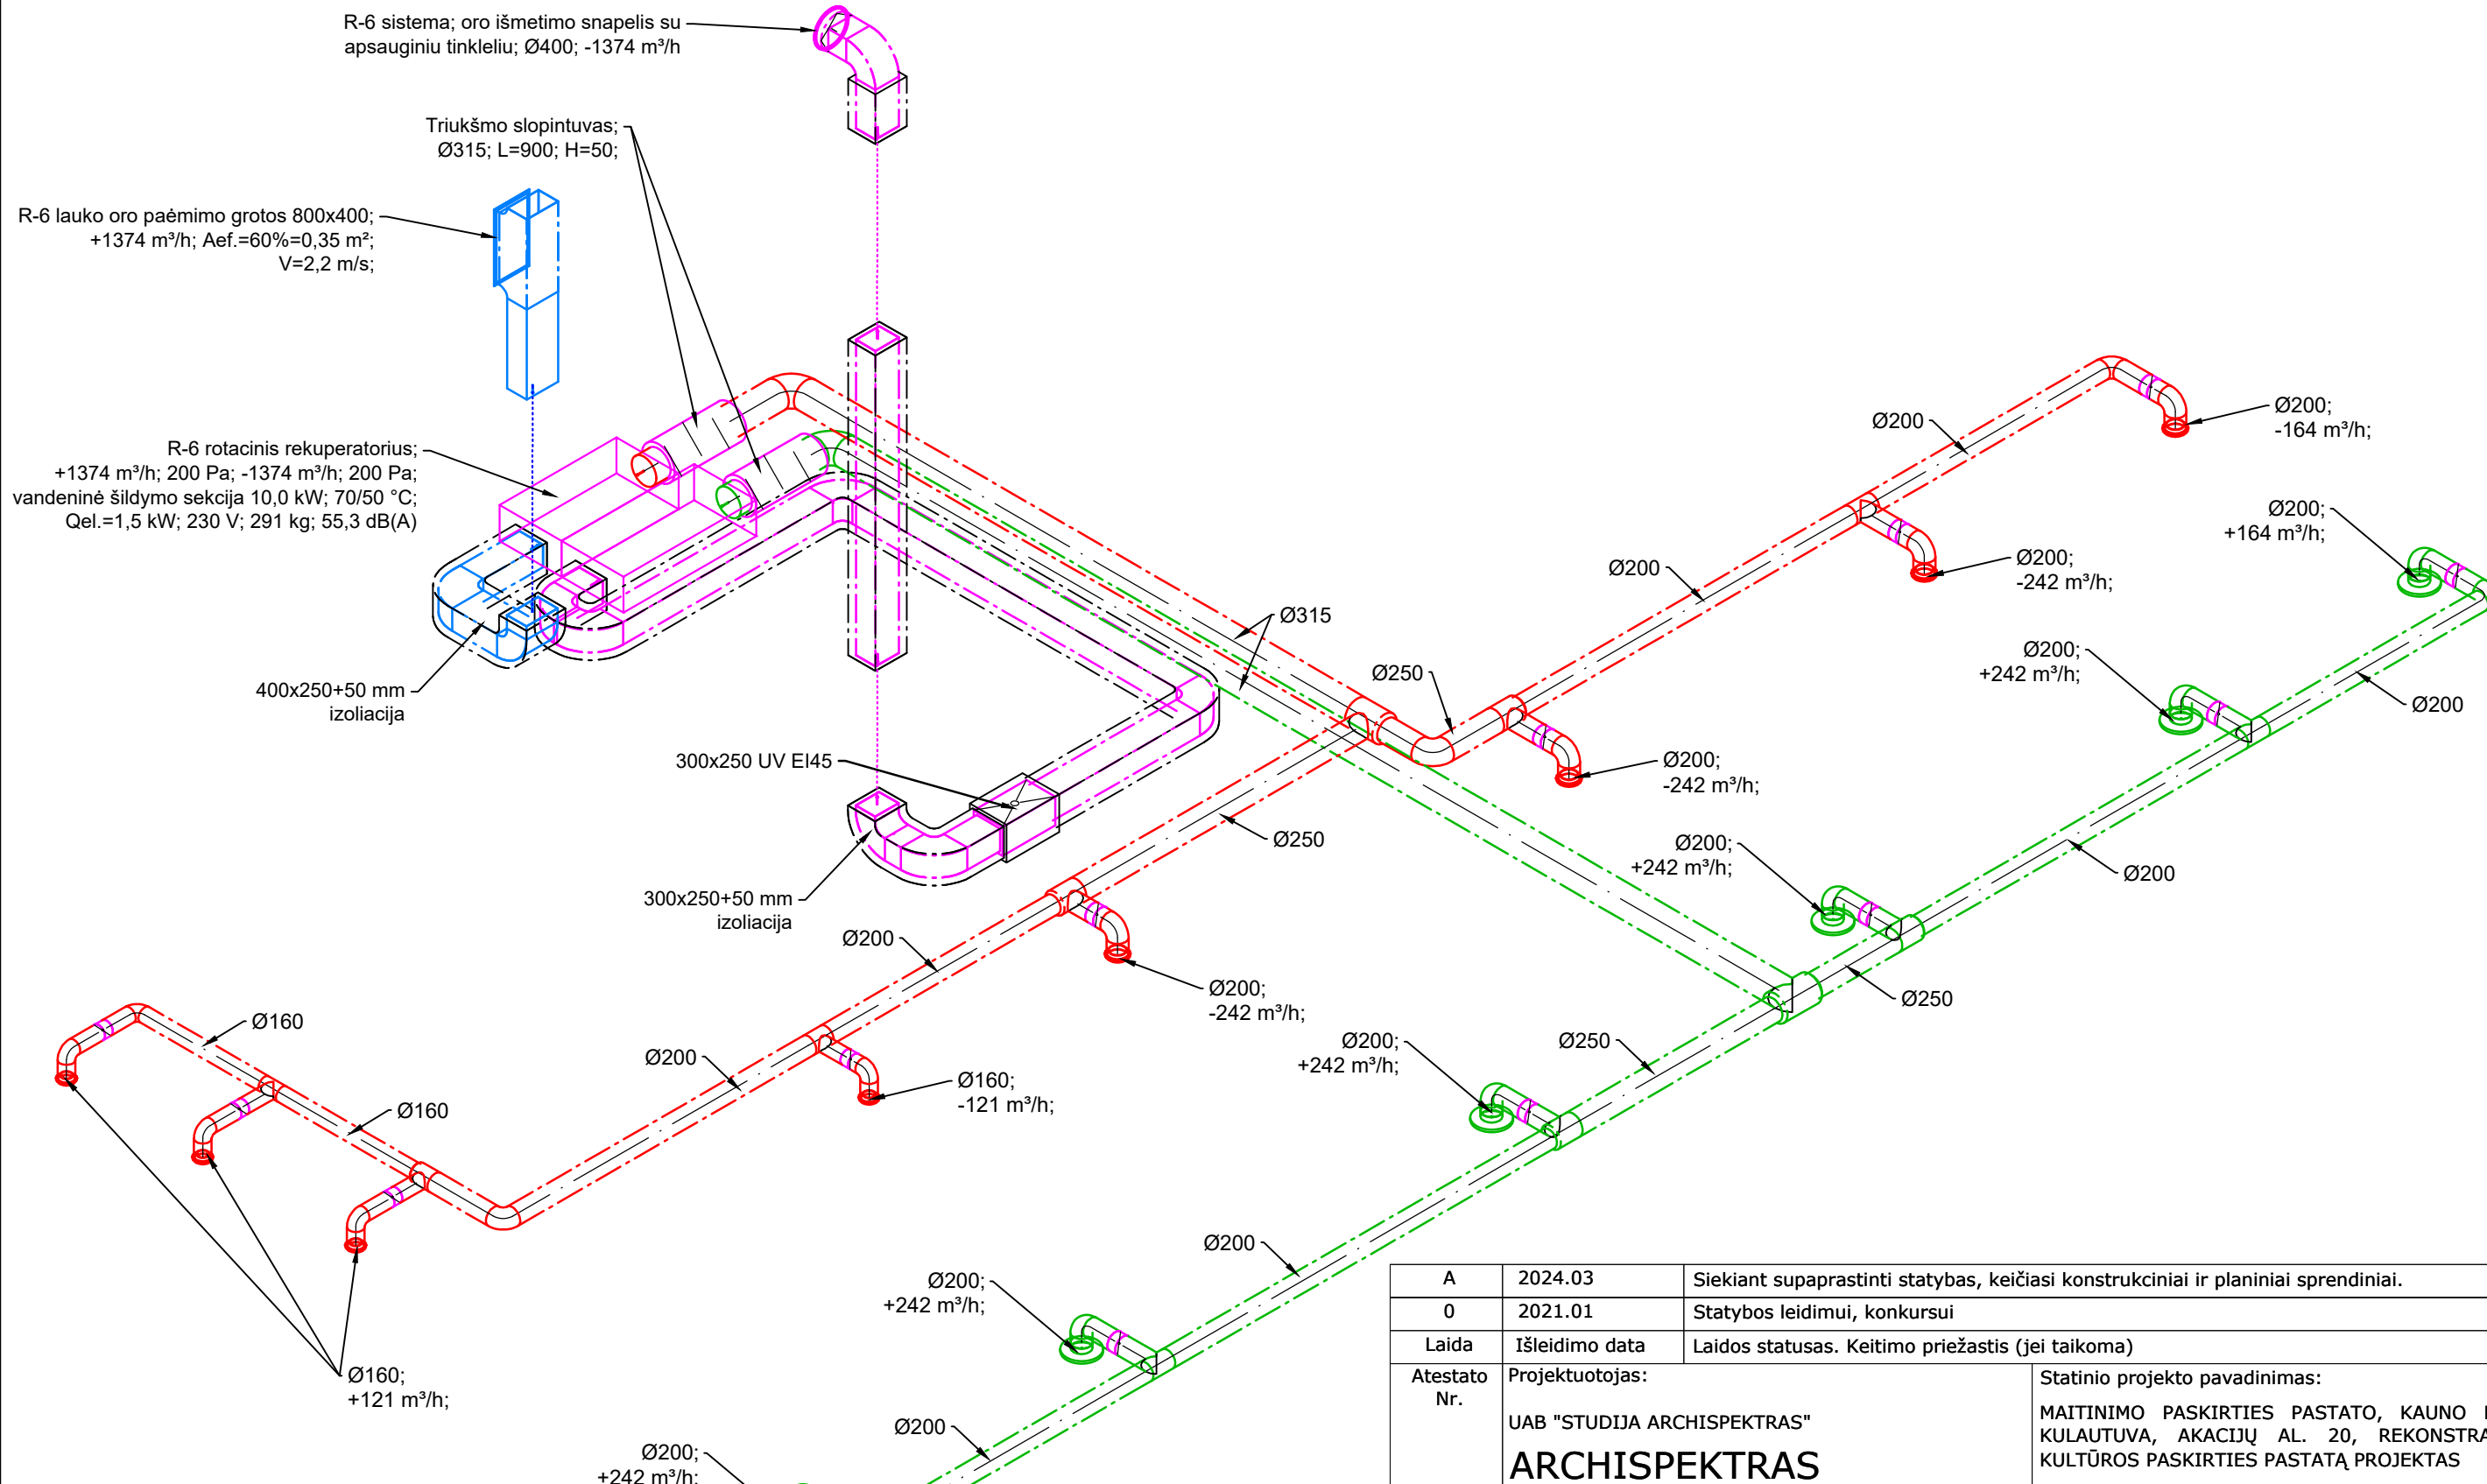 R-6 sistema; oro išmetimo snapelis su
apsauginiu tinkleliu; Ø400; -1374 m³/h
Triukšmo slopintuvas;
Ø315; L=900; H=50;
R-6 lauko oro paėmimo grotos 800x400;
+1374 m³/h; Aef.=60%=0,35 m²;
V=2,2 m/s;
R-6 rotacinis rekuperatorius;
+1374 m³/h; 200 Pa; -1374 m³/h; 200 Pa;
vandeninė šildymo sekcija 10,0 kW; 70/50 °C;
Qel.=1,5 kW; 230 V; 291 kg; 55,3 dB(A)
400x250+50 mm
izoliacija
300x250 UV EI45
300x250+50 mm
izoliacija
Ø315
Ø250
Ø200
Ø200
Ø200;
-164 m³/h;
Ø200;
-242 m³/h;
Ø200;
-242 m³/h;
Ø200;
+164 m³/h;
Ø200;
+242 m³/h;
Ø200
Ø200;
+242 m³/h;
Ø200
Ø250
Ø250
Ø200;
+242 m³/h;
Ø250
Ø200
Ø200;
-242 m³/h;
Ø200
Ø160;
-121 m³/h;
Ø160
Ø160
Ø160;
+121 m³/h;
Ø200
Ø200;
+242 m³/h;
Ø200
Ø200;
+242 m³/h;
A 2024.03 Siekiant supaprastinti statybas, keičiasi konstrukciniai ir planiniai sprendiniai.
0 2021.01 Statybos leidimui, konkursui
Laida Išleidimo data Laidos statusas. Keitimo priežastis (jei taikoma)
Atestato
Nr.
Projektuotojas:
UAB "STUDIJA ARCHISPEKTRAS"
ARCHISPEKTRAS
Statinio projekto pavadinimas:
MAITINIMO PASKIRTIES PASTATO, KAUNO
KULAUTUVA, AKACIJŲ AL. 20, REKONSTRA
KULTŪROS PASKIRTIES PASTATĄ PROJEKTAS